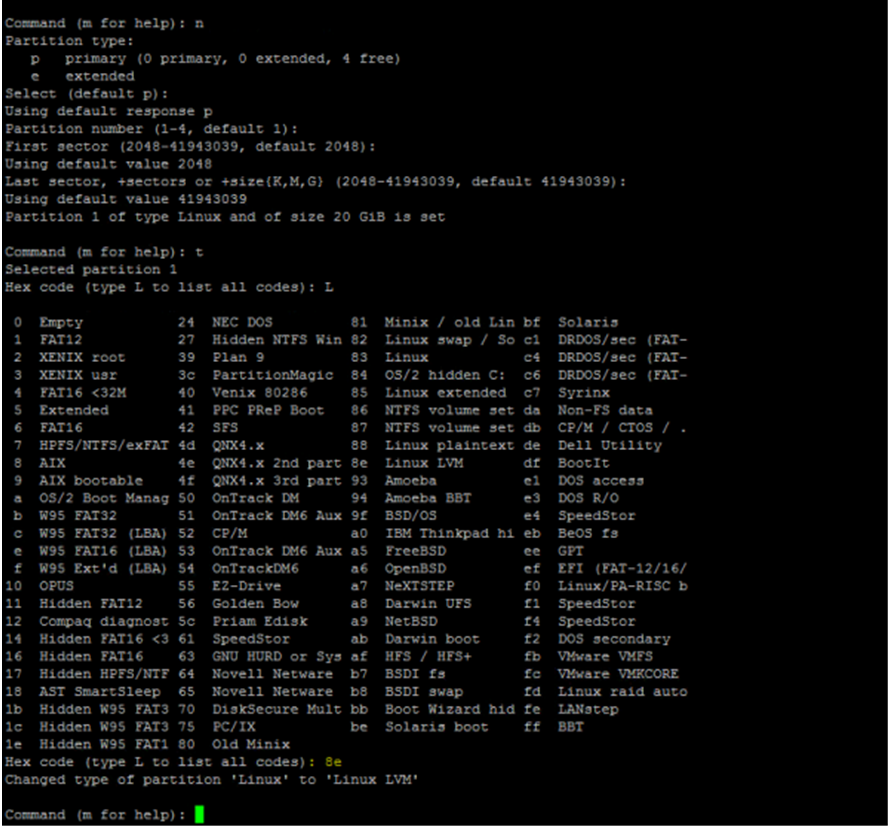 Command (m for help): n
Partition type:
   p   primary (0 primary, 0 extended, 4 free)
   e   extended
Select (default p):
Using default response p
Partition number (1-4, default 1):
First sector (2048-41943039, default 2048):
Using default value 2048
Last sector, +sectors or +size{K,M,G} (2048-41943039, default 41943039):
Using default value 41943039
Partition 1 of type Linux and of size 20 GiB is set
Command (m for help): t
Selected partition 1
Hex code (type L to list all codes): L
 0  Empty           24  NEC DOS         81  Minix / old Lin bf  Solaris
 1  FAT12           27  Hidden NTFS Win 82  Linux swap / So c1  DRDOS/sec (FAT-
 2  XENIX root      39  Plan 9          83  Linux           c4  DRDOS/sec (FAT-
 3  XENIX usr       3c  PartitionMagic  84  OS/2 hidden C:  c6  DRDOS/sec (FAT-
 4  FAT16 <32M      40  Venix 80286     85  Linux extended  c7  Syrinx
 5  Extended        41  PPC PReP Boot   86  NTFS volume set da  Non-FS data
 6  FAT16           42  SFS             87  NTFS volume set db  CP/M / CTOS / .
 7  HPFS/NTFS/exFAT 4d  QNX4.x          88  Linux plaintext de  Dell Utility
 8  AIX             4e  QNX4.x 2nd part 8e  Linux LVM       df  BootIt
 9  AIX bootable    4f  QNX4.x 3rd part 93  Amoeba          e1  DOS access
 a  OS/2 Boot Manag 50  OnTrack DM      94  Amoeba BBT      e3  DOS R/O
 b  W95 FAT32       51  OnTrack DM6 Aux 9f  BSD/OS          e4  SpeedStor
 c  W95 FAT32 (LBA) 52  CP/M            a0  IBM Thinkpad hi eb  BeOS fs
 e  W95 FAT16 (LBA) 53  OnTrack DM6 Aux a5  FreeBSD         ee  GPT
 f  W95 Ext'd (LBA) 54  OnTrackDM6      a6  OpenBSD         ef  EFI (FAT-12/16/
10  OPUS            55  EZ-Drive        a7  NeXTSTEP        f0  Linux/PA-RISC b
11  Hidden FAT12    56  Golden Bow      a8  Darwin UFS      f1  SpeedStor
12  Compaq diagnost 5c  Priam Edisk     a9  NetBSD          f4  SpeedStor
14  Hidden FAT16 <3 61  SpeedStor       ab  Darwin boot     f2  DOS secondary
16  Hidden FAT16    63  GNU HURD or Sys af  HFS / HFS+      fb  VMware VMFS
17  Hidden HPFS/NTF 64  Novell Netware  b7  BSDI fs         fc  VMware VMKCORE
18  AST SmartSleep  65  Novell Netware  b8  BSDI swap       fd  Linux raid auto
1b  Hidden W95 FAT3 70  DiskSecure Mult bb  Boot Wizard hid fe  LANstep
1c  Hidden W95 FAT3 75  PC/IX           be  Solaris boot    ff  BBT
1e  Hidden W95 FAT1 80  Old Minix
Hex code (type L to list all codes): 8e
Changed type of partition 'Linux' to 'Linux LVM'
Command (m for help):